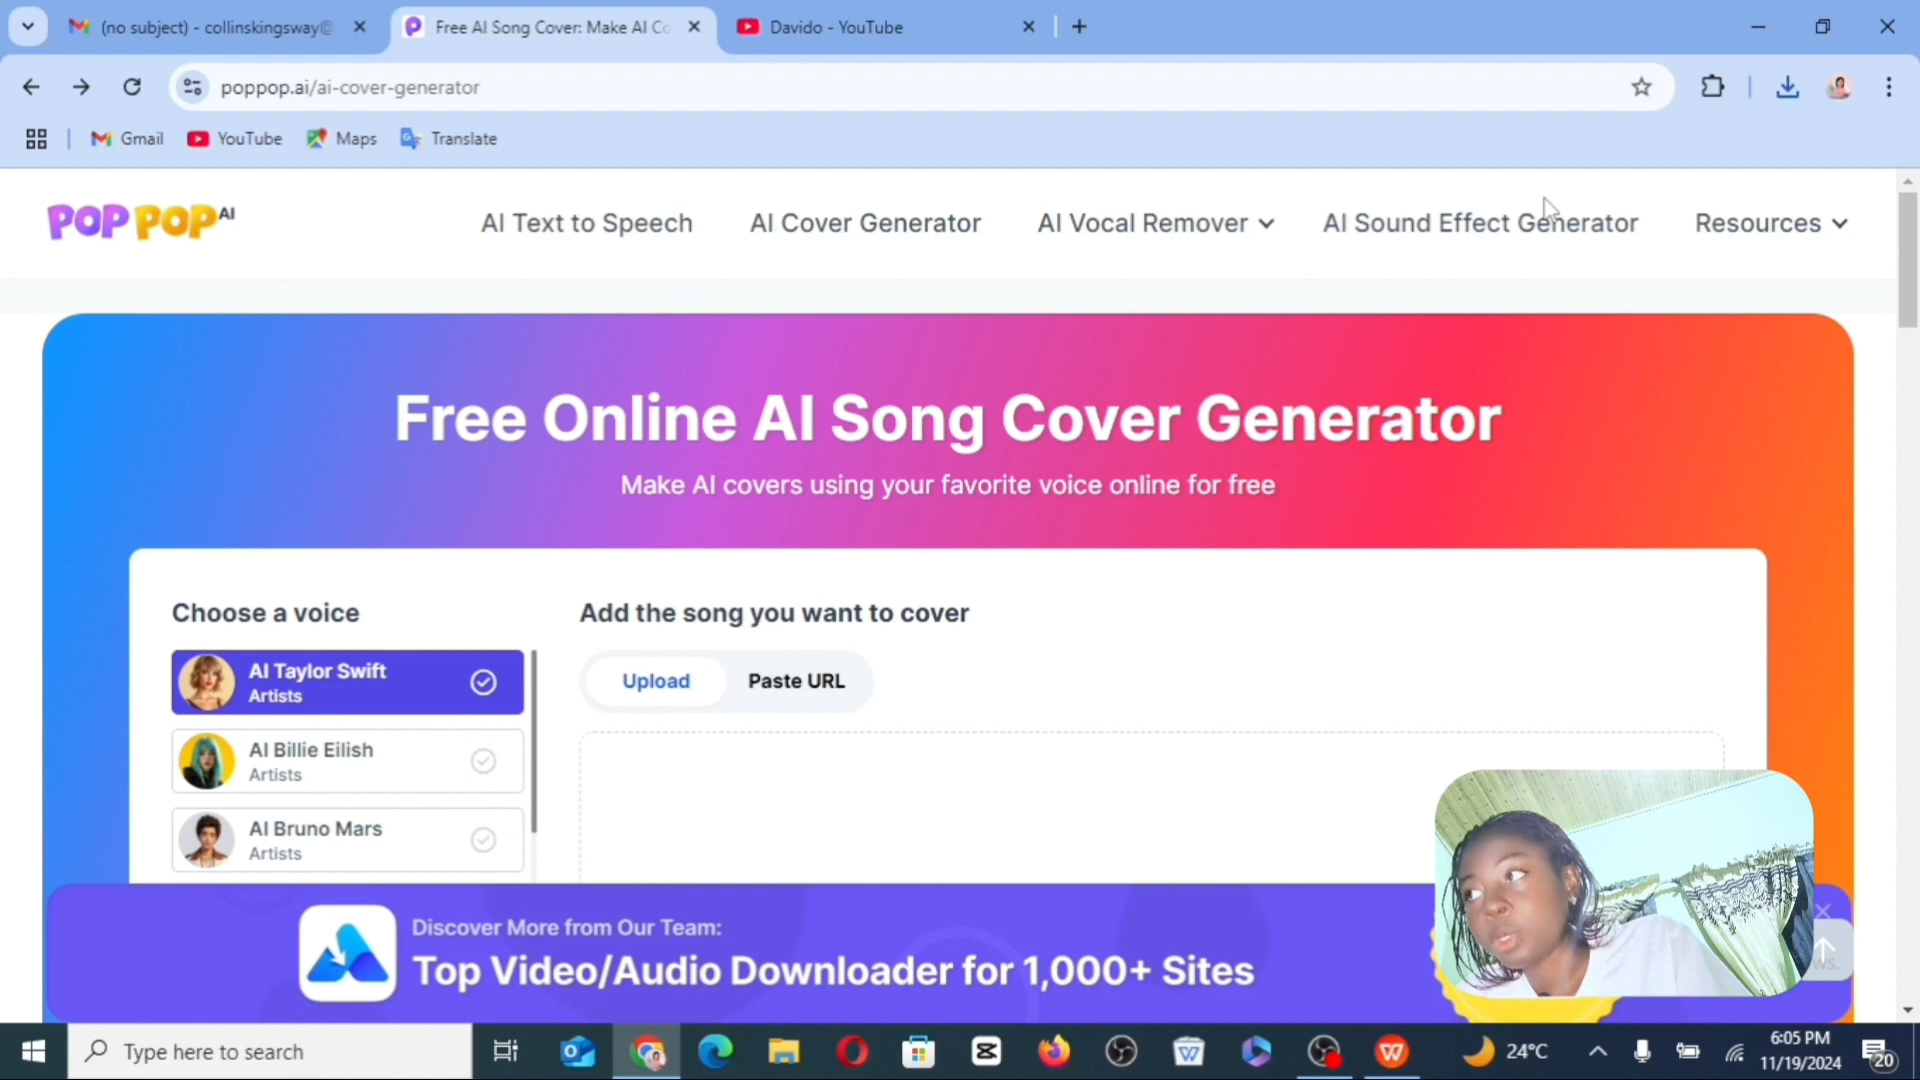 (no subject) - collinskingsway@
Free AI Song Cover: Make AI Co
Davido - YouTube
poppop.ai/ai-cover-generator
Gmail
YouTube
Maps
Translate
POP POP AI
AI Text to Speech
AI Cover Generator
AI Vocal Remover
AI Sound Effect Generator
Resources
Free Online AI Song Cover Generator
Make AI covers using your favorite voice online for free
Choose a voice
AI Taylor Swift
Artists
AI Billie Eilish
Artists
AI Bruno Mars
Artists
Add the song you want to cover
Upload
Paste URL
Discover More from Our Team:
Top Video/Audio Downloader for 1,000+ Sites
Type here to search
24°C
6:05 PM
11/19/2024
20